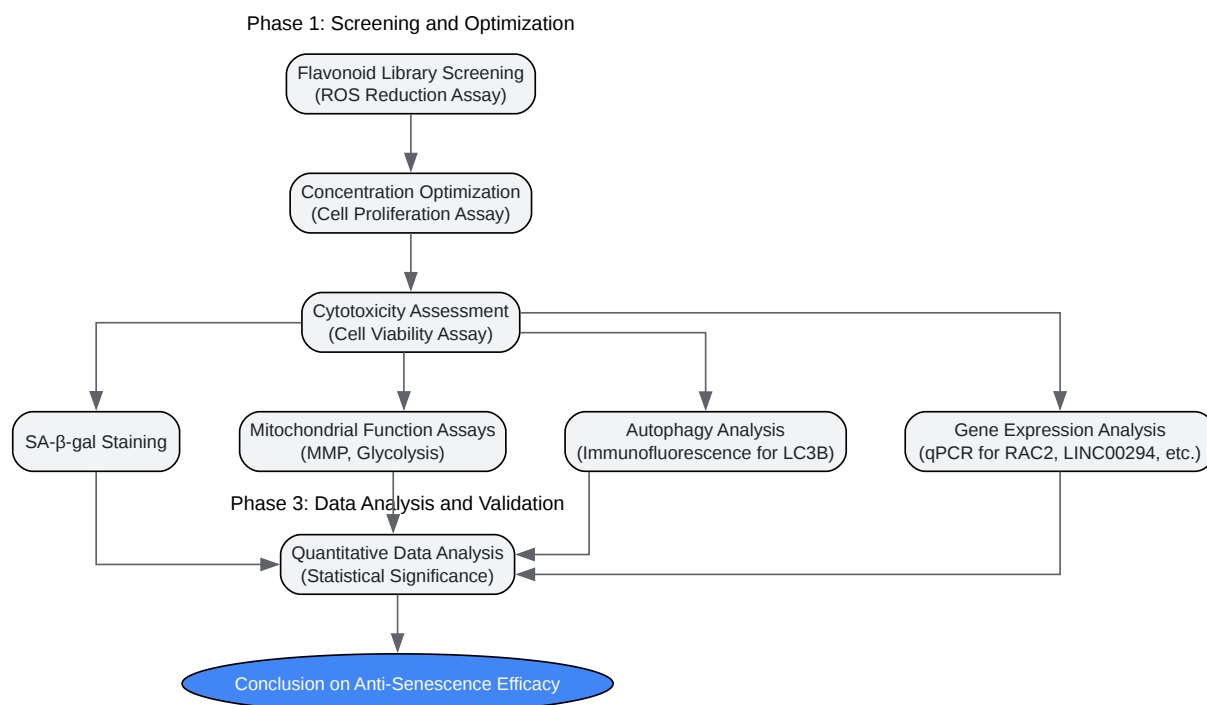 Phase 1: Screening and Optimization
Flavonoid Library Screening
(ROS Reduction Assay)
Concentration Optimization
(Cell Proliferation Assay)
Cytotoxicity Assessment
(Cell Viability Assay)
SA-β-gal Staining
Mitochondrial Function Assays
(MMP, Glycolysis)
Autophagy Analysis
(Immunofluorescence for LC3B)
Gene Expression Analysis
(qPCR for RAC2, LINC00294, etc.)
Phase 3: Data Analysis and Validation
Quantitative Data Analysis
(Statistical Significance)
Conclusion on Anti-Senescence Efficacy